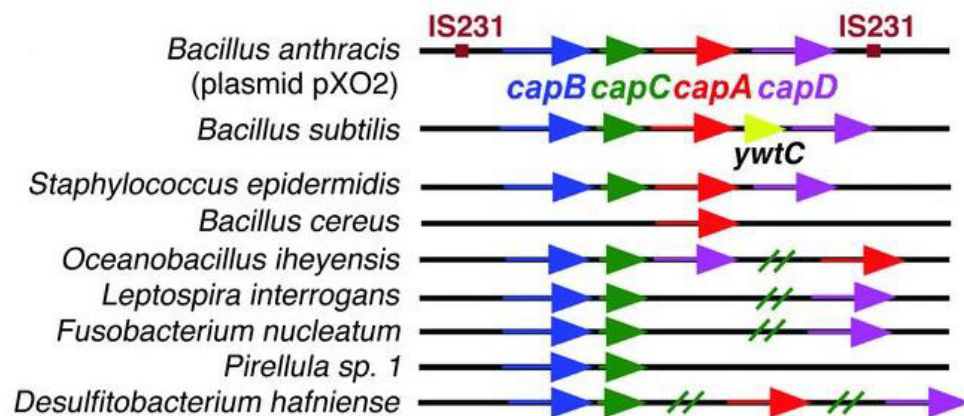 IS231 IS231
Bacillus anthracis
(plasmid pXO2) capB capC capA capD
Bacillus subtilis
ywtC
Staphylococcus epidermidis
Bacillus cereus
Oceanobacillus iheyensis
Leptospira interrogans
Fusobacterium nucleatum
Pirellula sp. 1
Desulfitobacterium hafniense